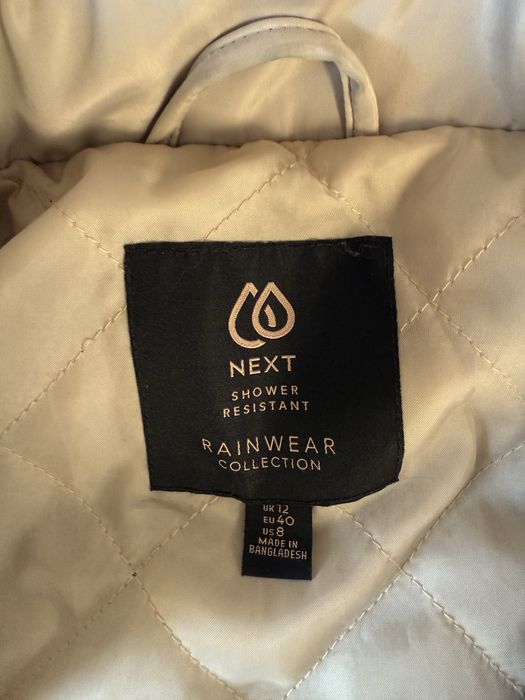 NEXT
SHOWER
RESISTANT
RAINWEAR
COLLECTION
UK 12
EU 40
US 8
MADE IN
BANGLADESH